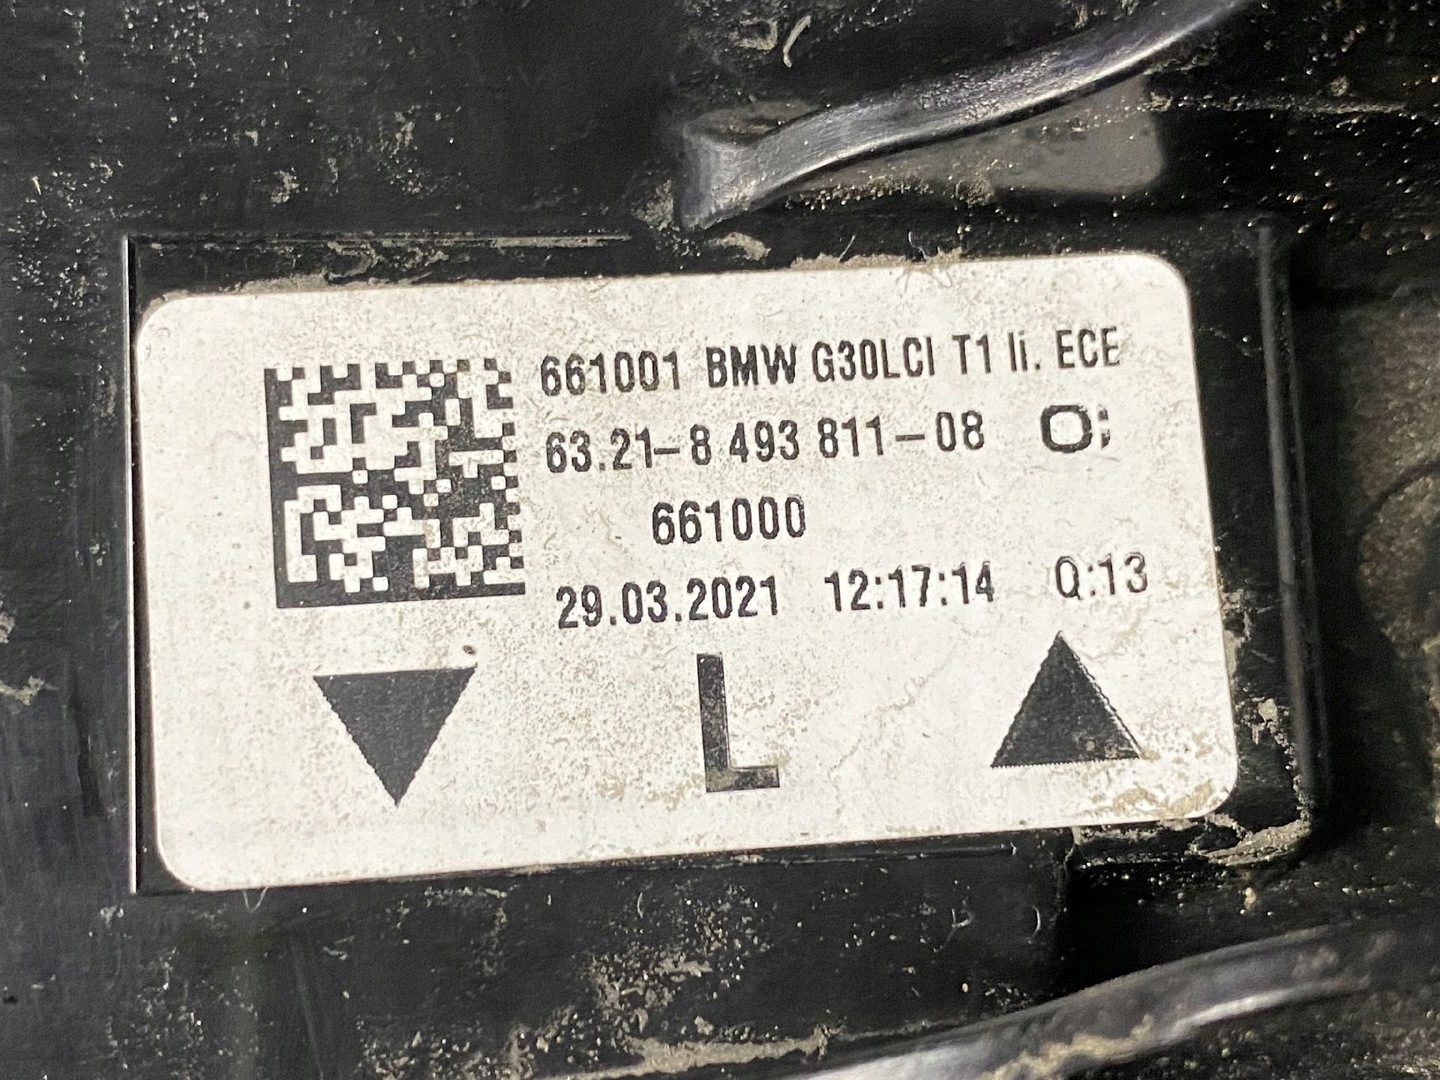 661001 BMW G30LCI T1 li. ECE
63.21-8 493 811-08
661000
29.03.2021 12:17:14 Q:13
L